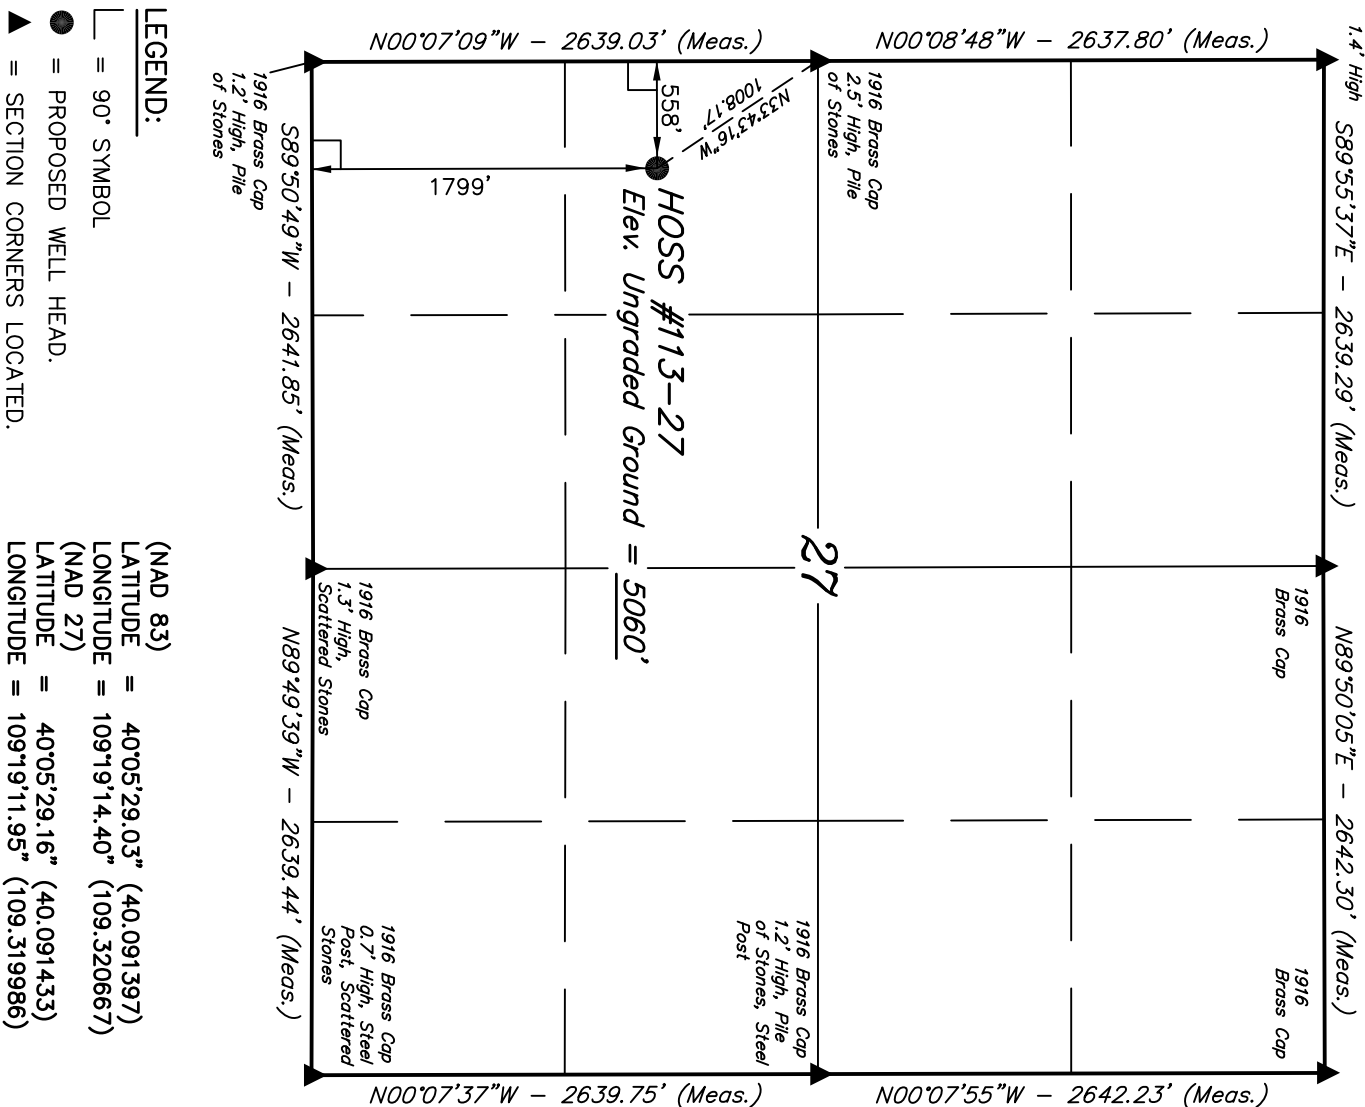 1.4' High
S89°55'37"E - 2639.29' (Meas.)
N89°50'05"E - 2642.30' (Meas.)
1916
Brass Cap
1916
Brass Cap
N00°08'48"W - 2637.80' (Meas.)
N00°07'55"W - 2642.23' (Meas.)
1916 Brass Cap
2.5' High, Pile
of Stones
27
1916 Brass Cap
1.2' High, Pile
of Stones, Steel
Post
N33°43'16"W
1008.17'
558'
HOSS #113-27
Elev. Ungraded Ground = 5060'
1799'
N00°07'09"W - 2639.03' (Meas.)
N00°07'37"W - 2639.75' (Meas.)
1916 Brass Cap
1.3' High,
Scattered Stones
1916 Brass Cap
0.7' High, Steel
Post, Scattered
Stones
S89°50'49"W - 2641.85' (Meas.)
N89°49'39"W - 2639.44' (Meas.)
1916 Brass Cap
1.2' High, Pile
of Stones
LEGEND:
= 90° SYMBOL
= PROPOSED WELL HEAD.
= SECTION CORNERS LOCATED.
(NAD 83)
LATITUDE = 40°05'29.03" (40.091397)
LONGITUDE = 109°19'14.40" (109.320667)
(NAD 27)
LATITUDE = 40°05'29.16" (40.091433)
LONGITUDE = 109°19'11.95" (109.319986)